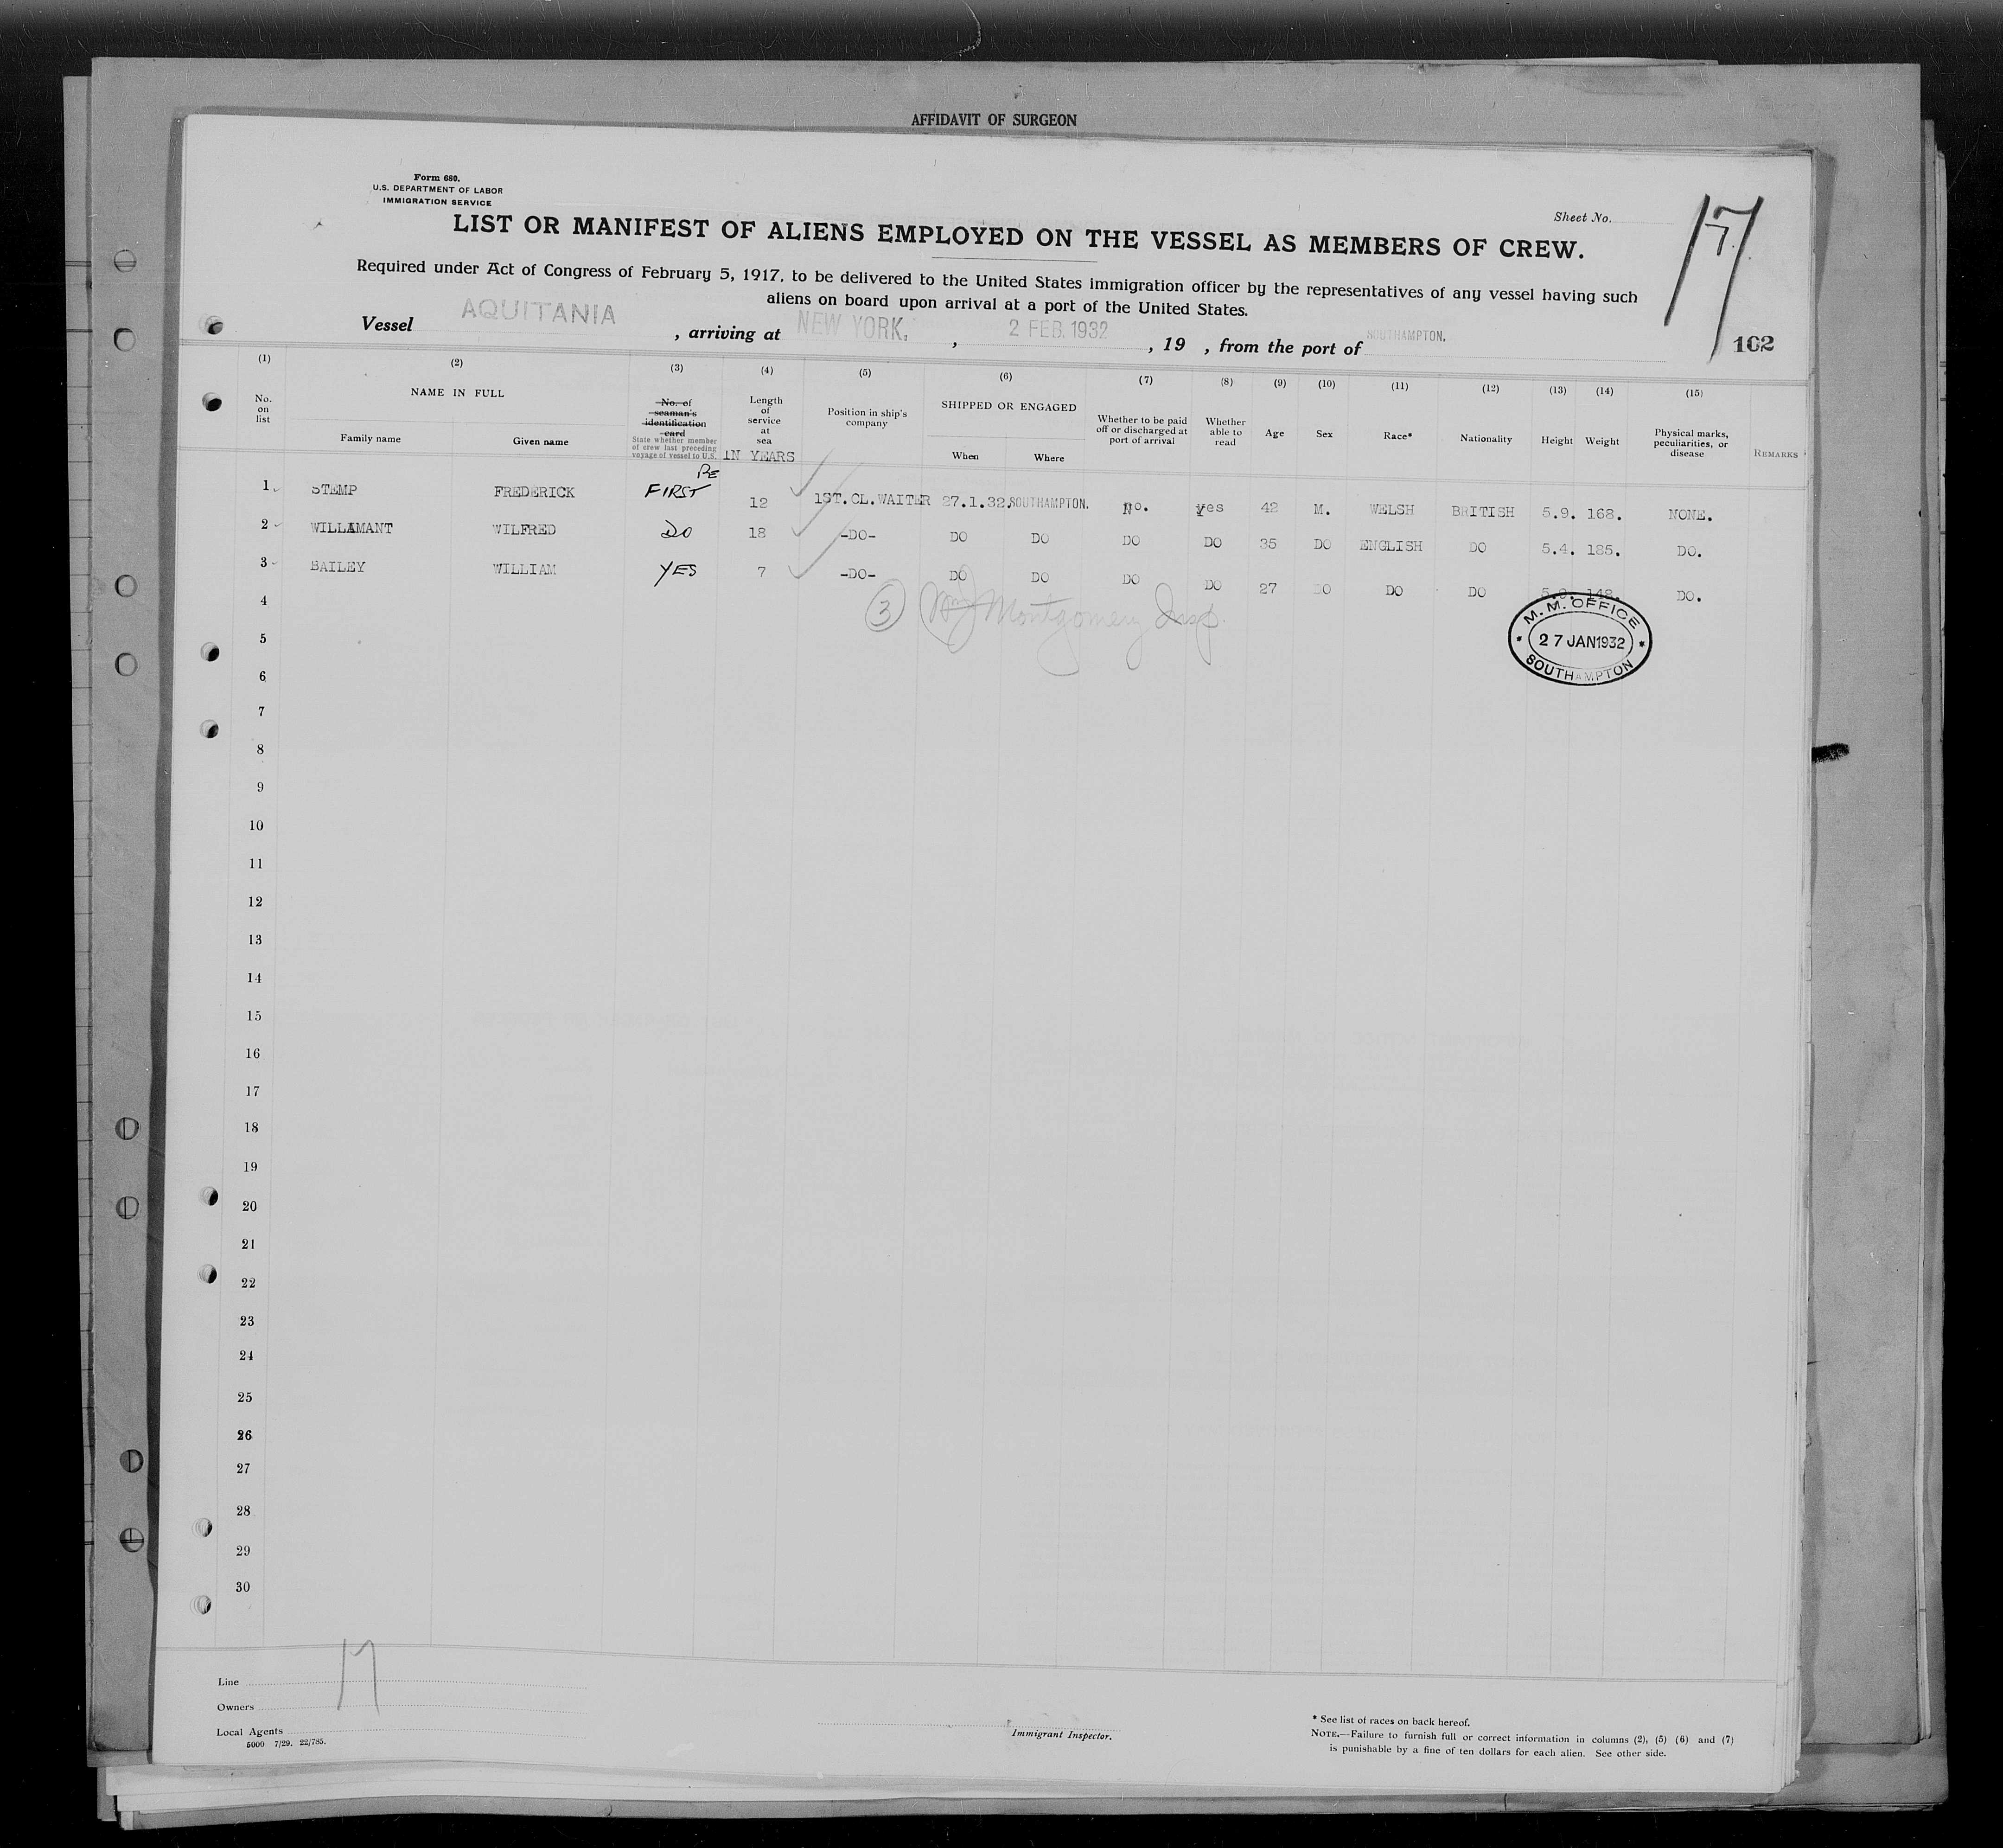 AFFIDAVIT OF SURGEON
Form 680.
U.S. DEPARTMENT OF LABOR
IMMIGRATION SERVICE
Sheet No.
17
LIST OR MANIFEST OF ALIENS EMPLOYED ON THE VESSEL AS MEMBERS OF CREW.
Required under Act of Congress of February 5, 1917, to be delivered to the United States immigration officer by the representatives of any vessel having such
aliens on board upon arrival at a port of the United States.
Vessel AQUITANIA , arriving at NEW YORK, , 2 FEB. 1932 , 19 , from the port of SOUTHAMPTON.
102
(1) (2) (3) (4) (5) (6) (7) (8) (9) (10) (11) (12) (13) (14) (15)
No. on list
NAME IN FULL
Family name Given name
No. of seaman's identification card
State whether member of crew last preceding voyage of vessel to U.S.
Length of service at sea
IN YEARS
Position in ship's company
SHIPPED OR ENGAGED
When Where
Whether to be paid off or discharged at port of arrival
Whether able to read
Age Sex Race* Nationality Height Weight
Physical marks, peculiarities, or disease
REMARKS
1 STEMP FREDERICK RE FIRST 12 1ST.CL.WAITER 27.1.32. SOUTHAMPTON. No. yes 42 M. WELSH BRITISH 5.9. 168. NONE.
2 WILLAMANT WILFRED DO 18 -DO- DO DO DO DO 35 DO ENGLISH DO 5.4. 185. DO.
3 BAILEY WILLIAM YES 7 -DO- DO DO DO DO 27 DO DO DO 148. DO.
3 Montgomery Insp.
M.M. OFFICE
27 JAN 1932
SOUTHAMPTON
4
5
6
7
8
9
10
11
12
13
14
15
16
17
18
19
20
21
22
23
24
25
26
27
28
29
30
Line
Owners
Local Agents
5000 7/29. 22/785.
Immigrant Inspector.
* See list of races on back hereof.
NOTE.—Failure to furnish full or correct information in columns (2), (5) (6) and (7)
is punishable by a fine of ten dollars for each alien. See other side.